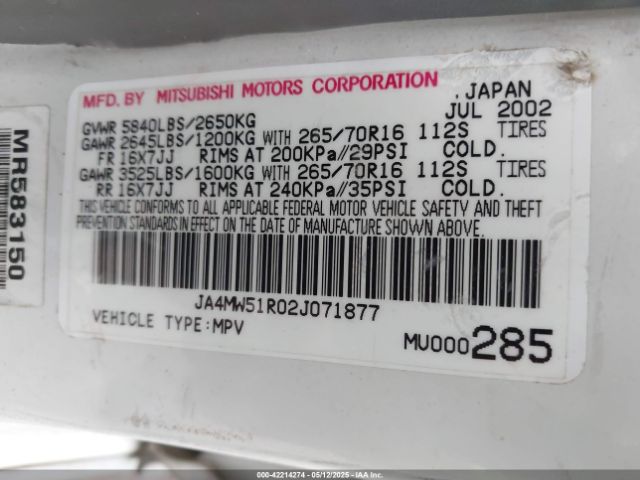 MFD. BY MITSUBISHI MOTORS CORPORATION . JAPAN
JUL 2002
GVWR 5840LBS/2650KG
GAWR 2645LBS/1200KG WITH 265/70R16 112S TIRES
FR 16X7JJ RIMS AT 200KPa//29PSI COLD.
GAWR 3525LBS/1600KG WITH 265/70R16 112S TIRES
RR 16X7JJ RIMS AT 240KPa//35PSI COLD.
THIS VEHICLE CONFORMS TO ALL APPLICABLE FEDERAL MOTOR VEHICLE SAFETY AND THEFT
PREVENTION STANDARDS IN EFFECT ON THE DATE OF MANUFACTURE SHOWN ABOVE.
JA4MW51R02J071877
VEHICLE TYPE:MPV
MU000285
MR583150
000-42214274 - 05/12/2025 - IAA